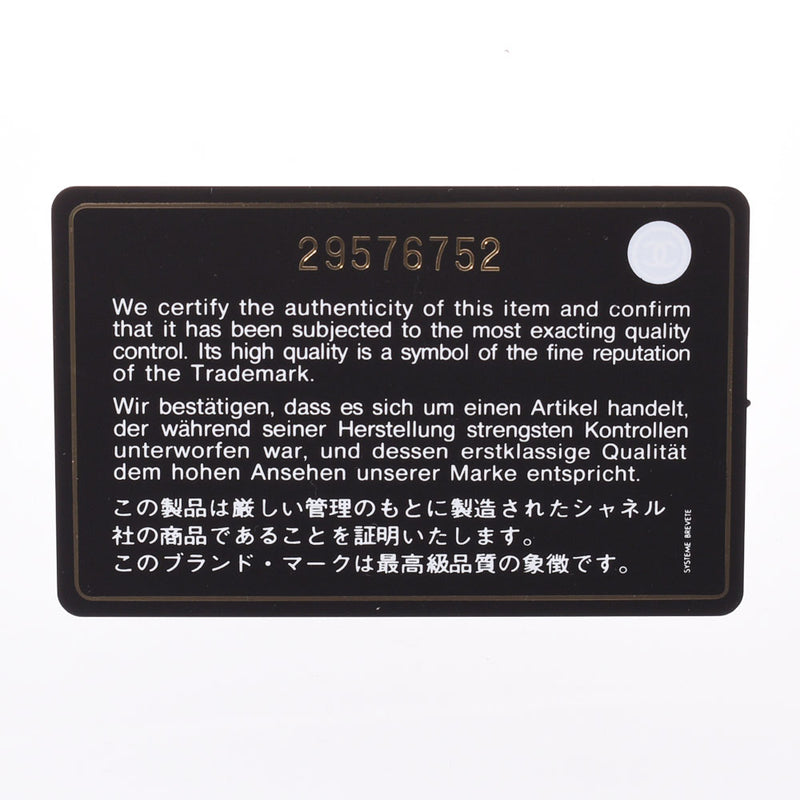 29576752
We certify the authenticity of this item and confirm
that it has been subjected to the most exacting quality
control. Its high quality is a symbol of the fine reputation
of the Trademark.
Wir bestätigen, dass es sich um einen Artikel handelt,
der während seiner Herstellung strengsten Kontrollen
unterworfen war, und dessen erstklassige Qualität
dem hohen Ansehen unserer Marke entspricht.
この製品は厳しい管理のもとに製造されたシャネル
社の商品であることを証明いたします。
このブランド・マークは最高級品質の象徴です。
SYSTEME BREVETE